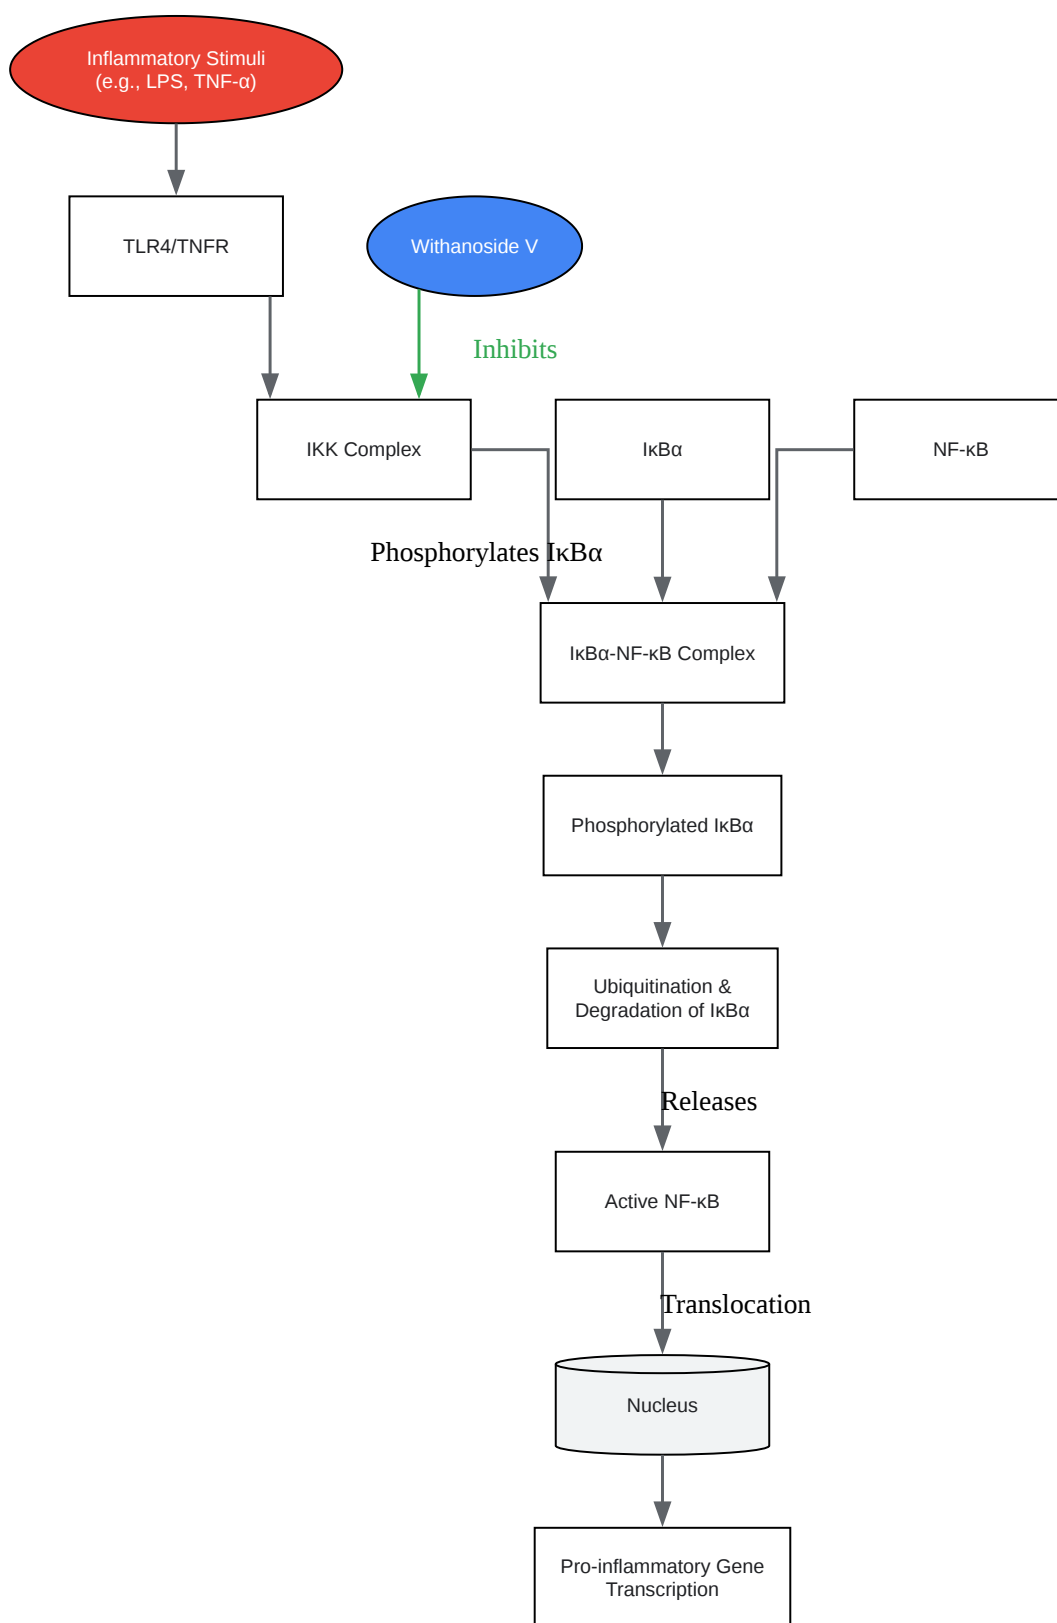 Inflammatory Stimuli
(e.g., LPS, TNF-α)
TLR4/TNFR
Withanoside V
Inhibits
IKK Complex
IκBα
NF-κB
Phosphorylates IκBα
IκBα-NF-κB Complex
Phosphorylated IκBα
Ubiquitination &
Degradation of IκBα
Releases
Active NF-κB
Translocation
Nucleus
Pro-inflammatory Gene
Transcription